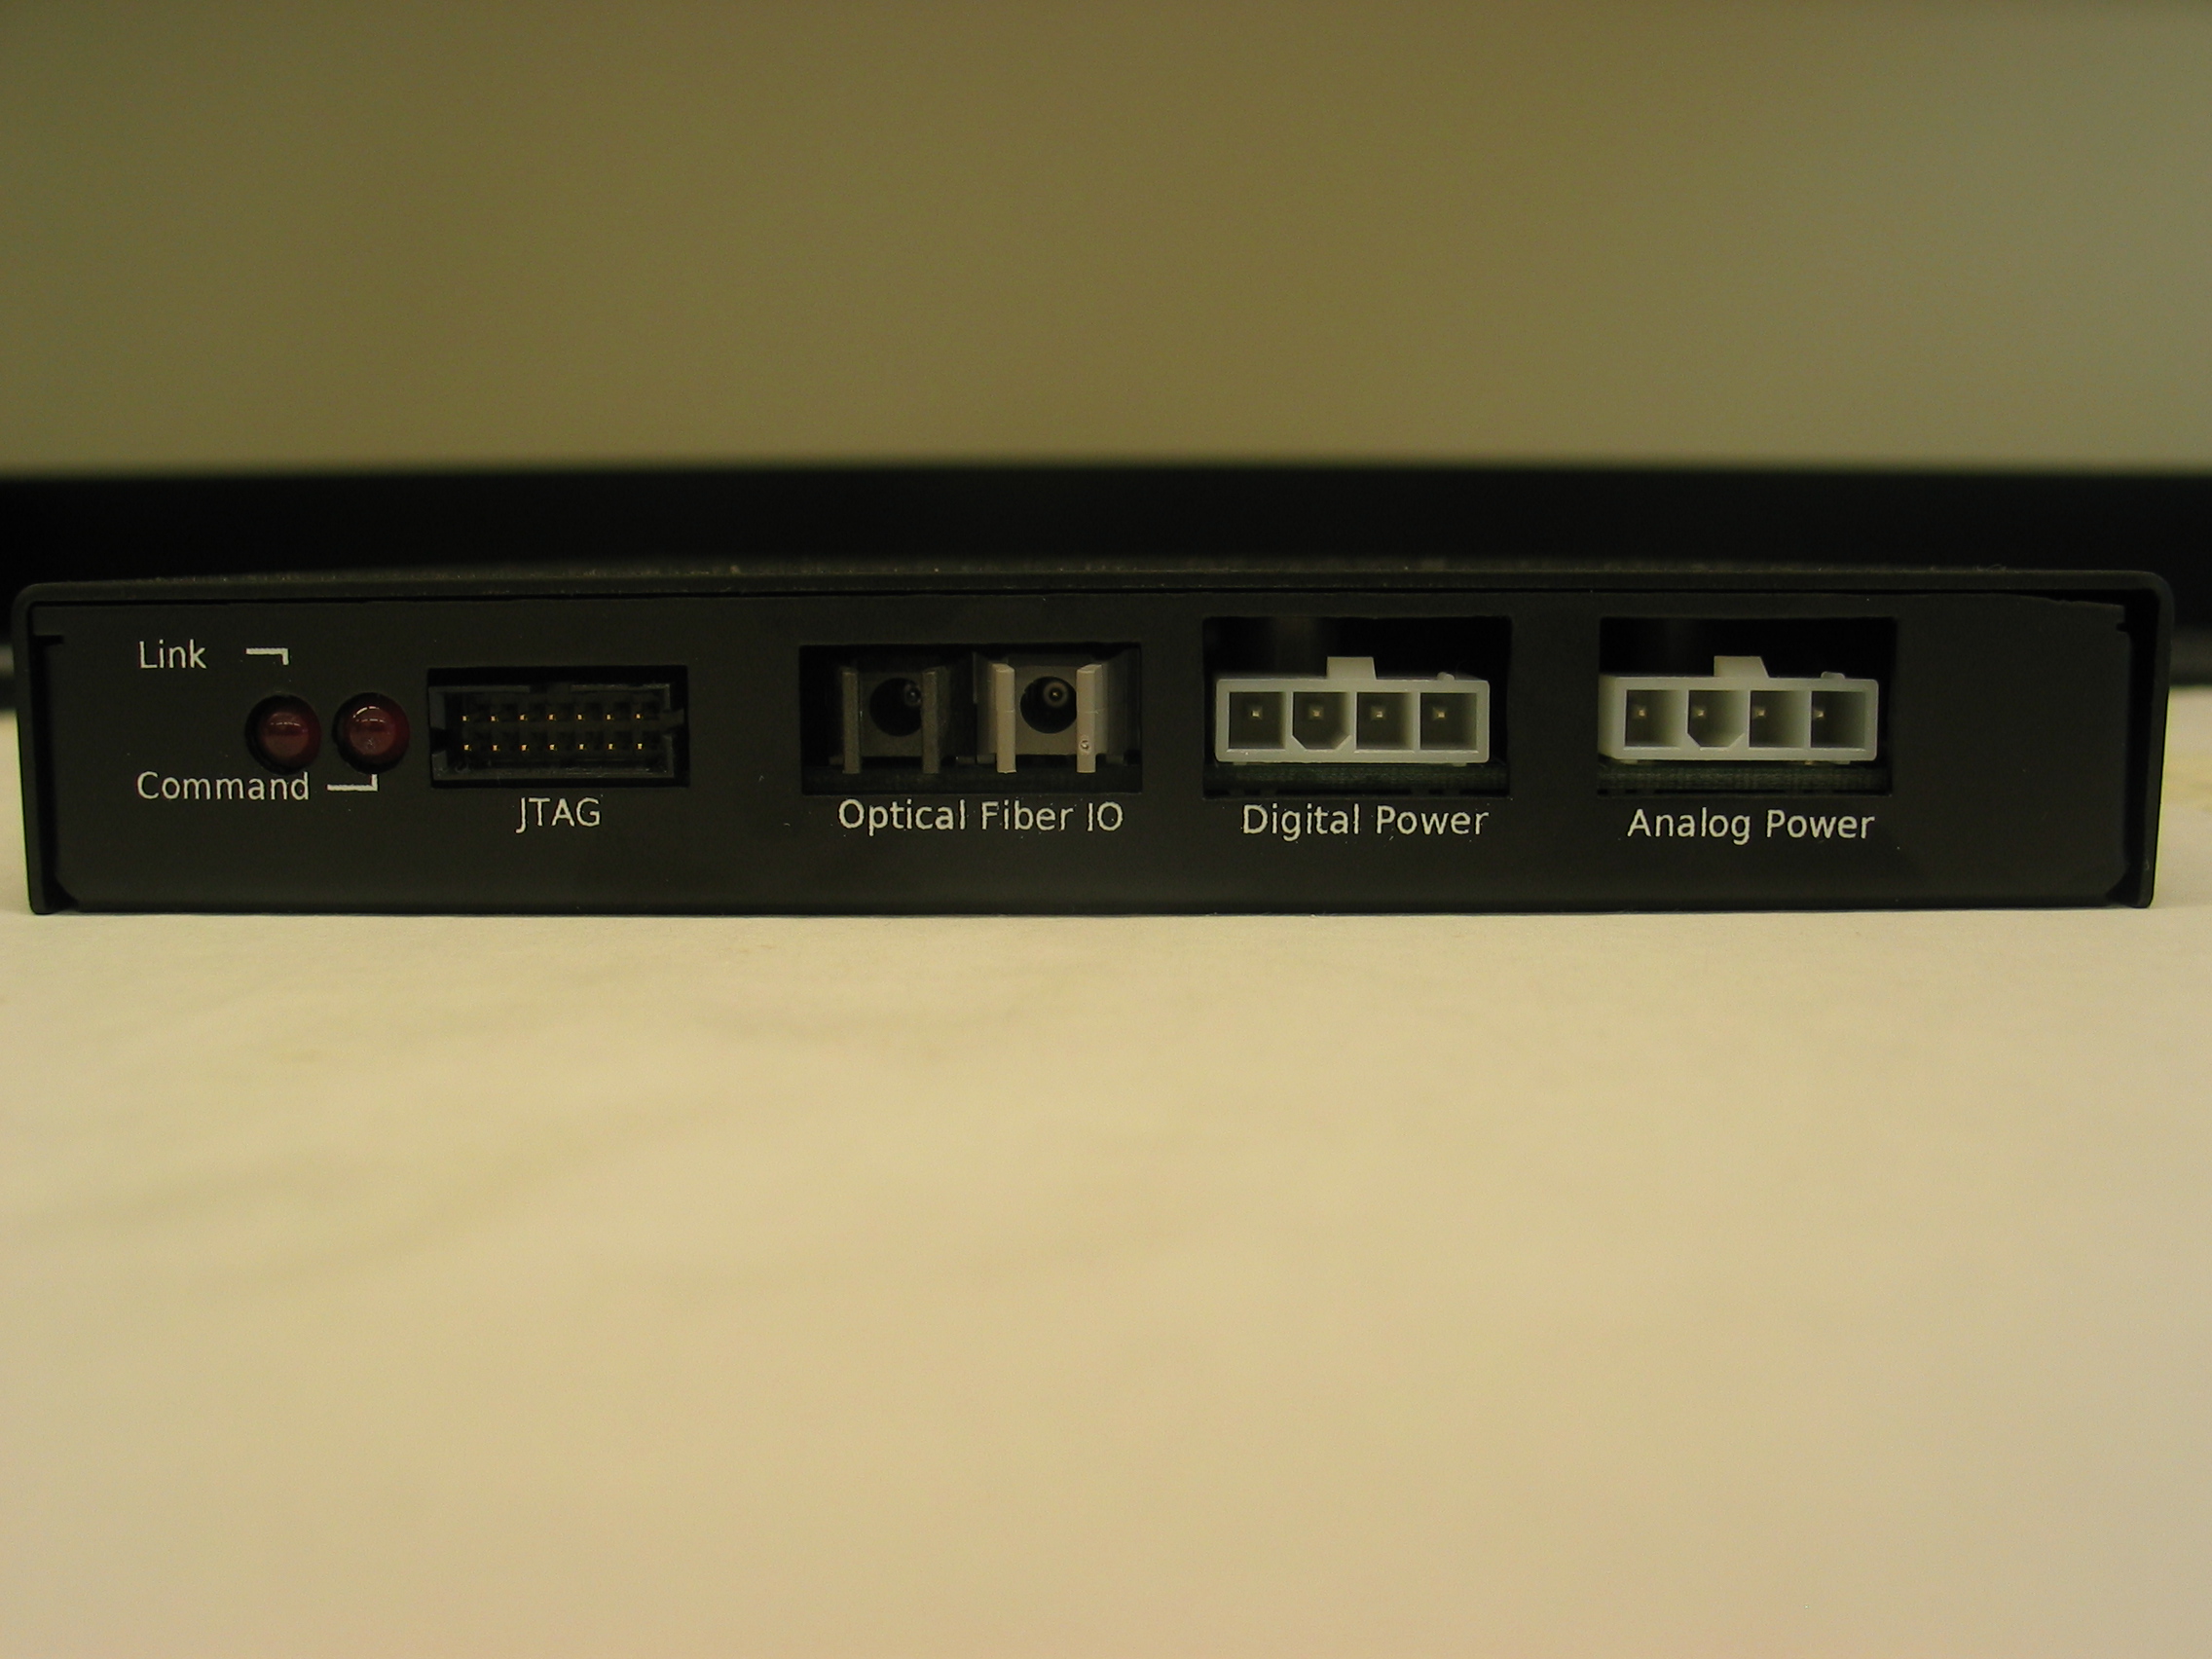 Link
Command
JTAG
Optical Fiber IO
Digital Power
Analog Power